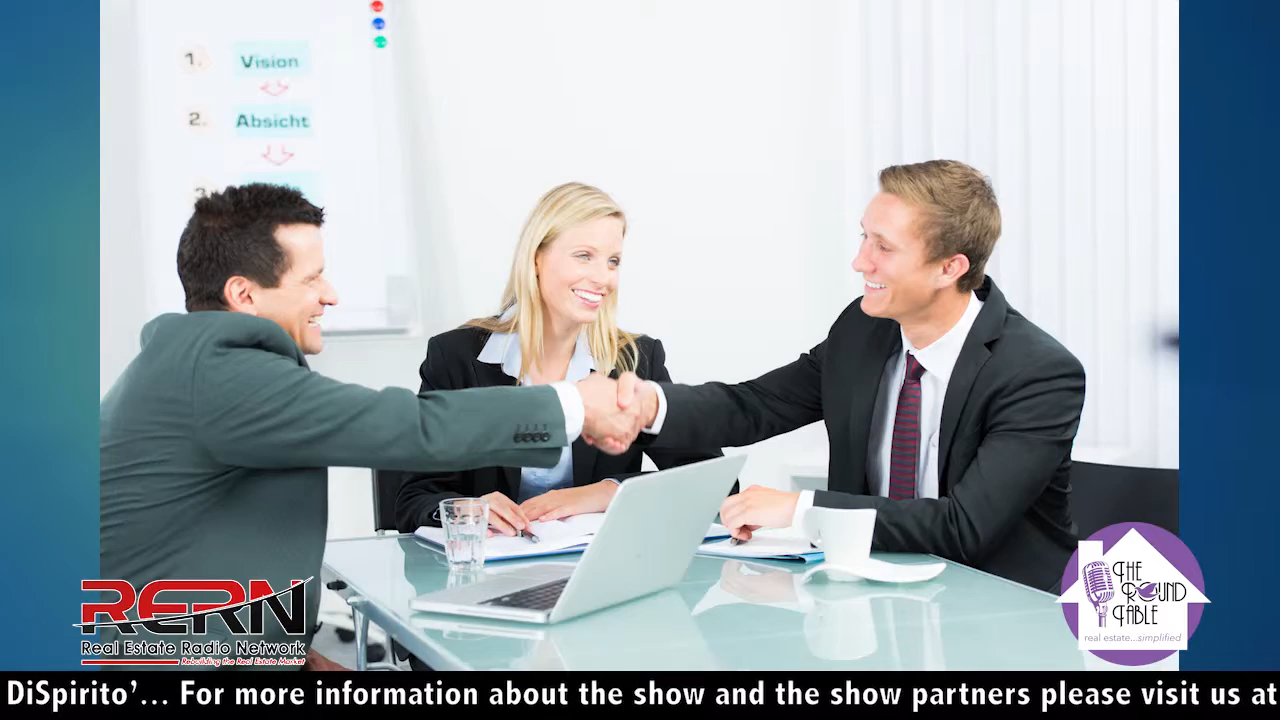 1. Vision
2. Absicht
3.
RERN
Real Estate Radio Network
Rebuilding the Real Estate Market
THE
ROUND
TABLE
real estate...simplified
DiSpirito’... For more information about the show and the show partners please visit us at